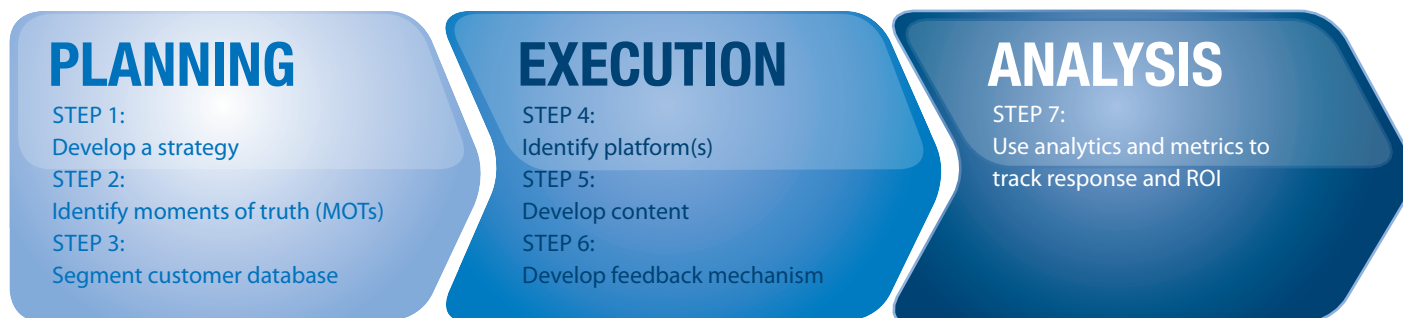 PLANNING
STEP 1:
Develop a strategy
STEP 2:
Identify moments of truth (MOTs)
STEP 3:
Segment customer database
EXECUTION
STEP 4:
Identify platform(s)
STEP 5:
Develop content
STEP 6:
Develop feedback mechanism
ANALYSIS
STEP 7:
Use analytics and metrics to
track response and ROI